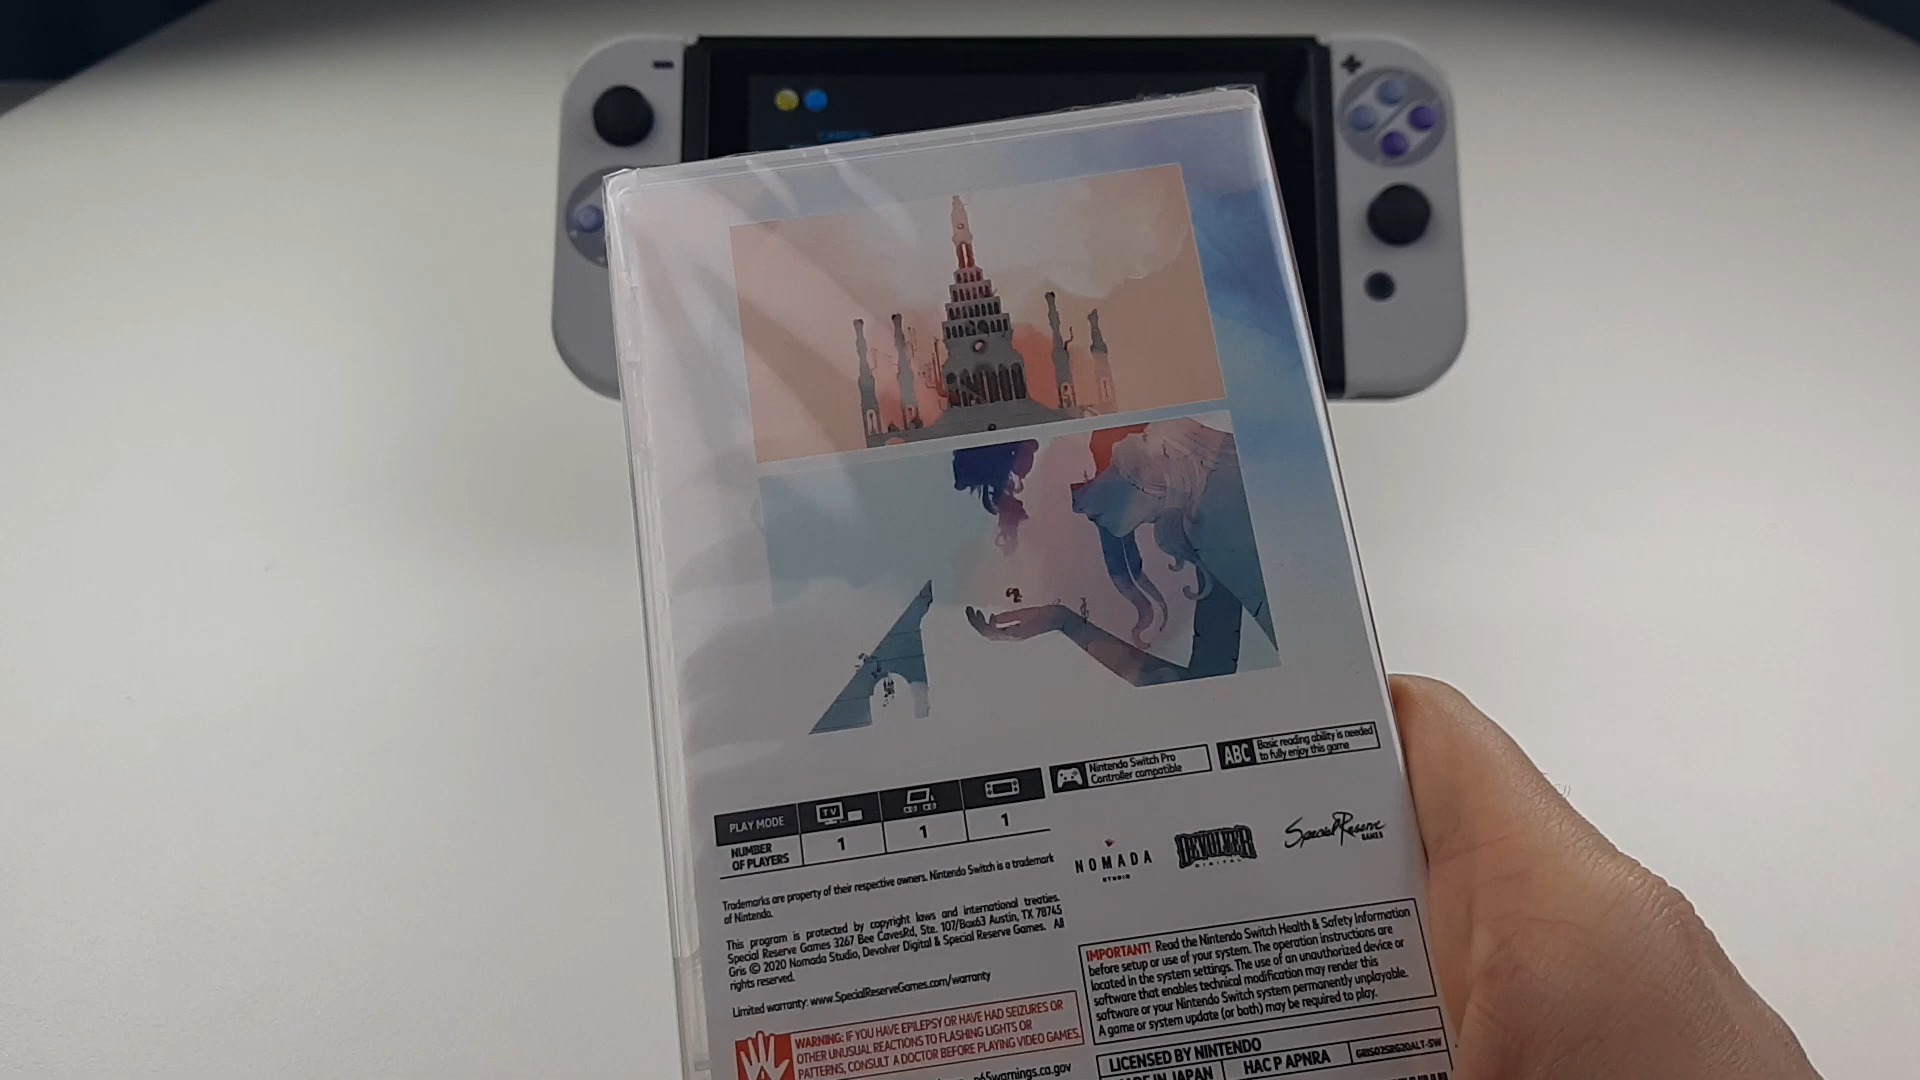 PLAY MODE
TV
NUMBER
OF PLAYERS
1
1
1
Nintendo Switch Pro
Controller compatible
ABC
Basic reading ability is needed
to fully enjoy this game
NOMADA
STUDIO
DEVOLVER
DIGITAL
Special Reserve
GAMES
Trademarks are property of their respective owners. Nintendo Switch is a trademark
of Nintendo.
This program is protected by copyright laws and international treaties.
Special Reserve Games 3267 Bee CavesRd, Ste. 107/Box63 Austin, TX 78745
Gris © 2020 Nomada Studio, Devolver Digital & Special Reserve Games. All
rights reserved.
Limited warranty: www.SpecialReserveGames.com/warranty
WARNING: IF YOU HAVE EPILEPSY OR HAVE HAD SEIZURES OR
OTHER UNUSUAL REACTIONS TO FLASHING LIGHTS OR
PATTERNS, CONSULT A DOCTOR BEFORE PLAYING VIDEO GAMES.
p65warnings.ca.gov
IMPORTANT! Read the Nintendo Switch Health & Safety Information
before setup or use of your system. The operation instructions are
located in the system settings. The use of an unauthorized device or
software that enables technical modification may render this
software or your Nintendo Switch system permanently unplayable.
A game or system update (or both) may be required to play.
LICENSED BY NINTENDO
MADE IN JAPAN
HAC P APNRA
GRIS02SRG20ALT-SW